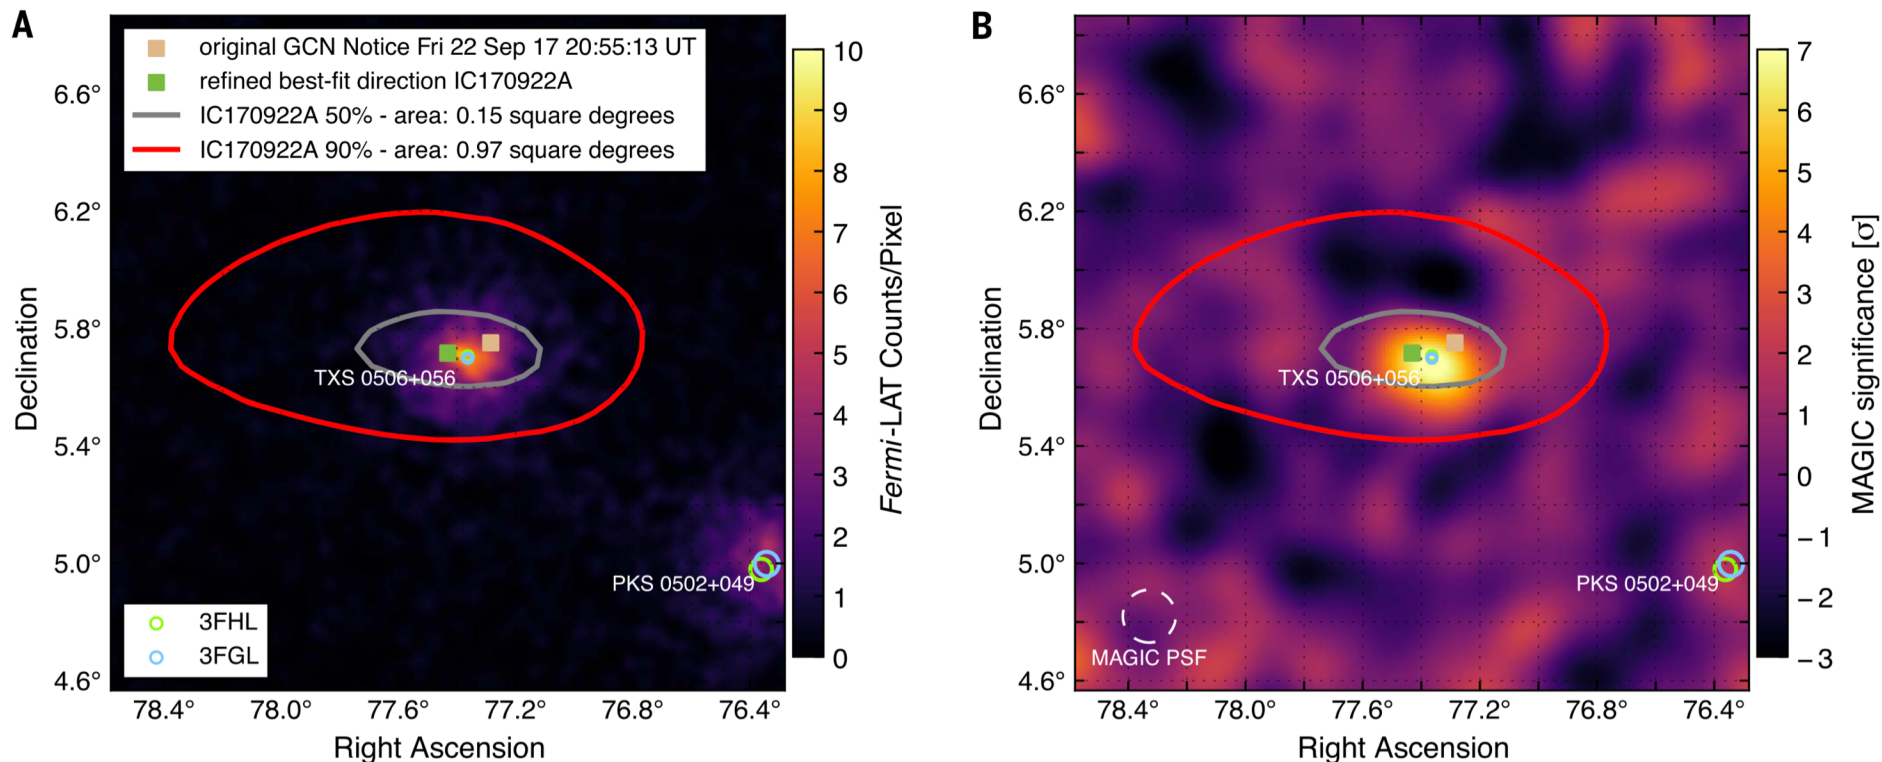 A
original GCN Notice Fri 22 Sep 17 20:55:13 UT
refined best-fit direction IC170922A
IC170922A 50% - area: 0.15 square degrees
IC170922A 90% - area: 0.97 square degrees
6.6°
6.2°
5.8°
5.4°
5.0°
4.6°
Declination
TXS 0506+056
PKS 0502+049
3FHL
3FGL
78.4° 78.0° 77.6° 77.2° 76.8° 76.4°
Right Ascension
10
9
8
7
6
5
4
3
2
1
0
Fermi-LAT Counts/Pixel
B
6.6°
6.2°
5.8°
5.4°
5.0°
4.6°
Declination
TXS 0506+056
PKS 0502+049
MAGIC PSF
78.4° 78.0° 77.6° 77.2° 76.8° 76.4°
Right Ascension
7
6
5
4
3
2
1
0
−1
−2
−3
MAGIC significance [σ]